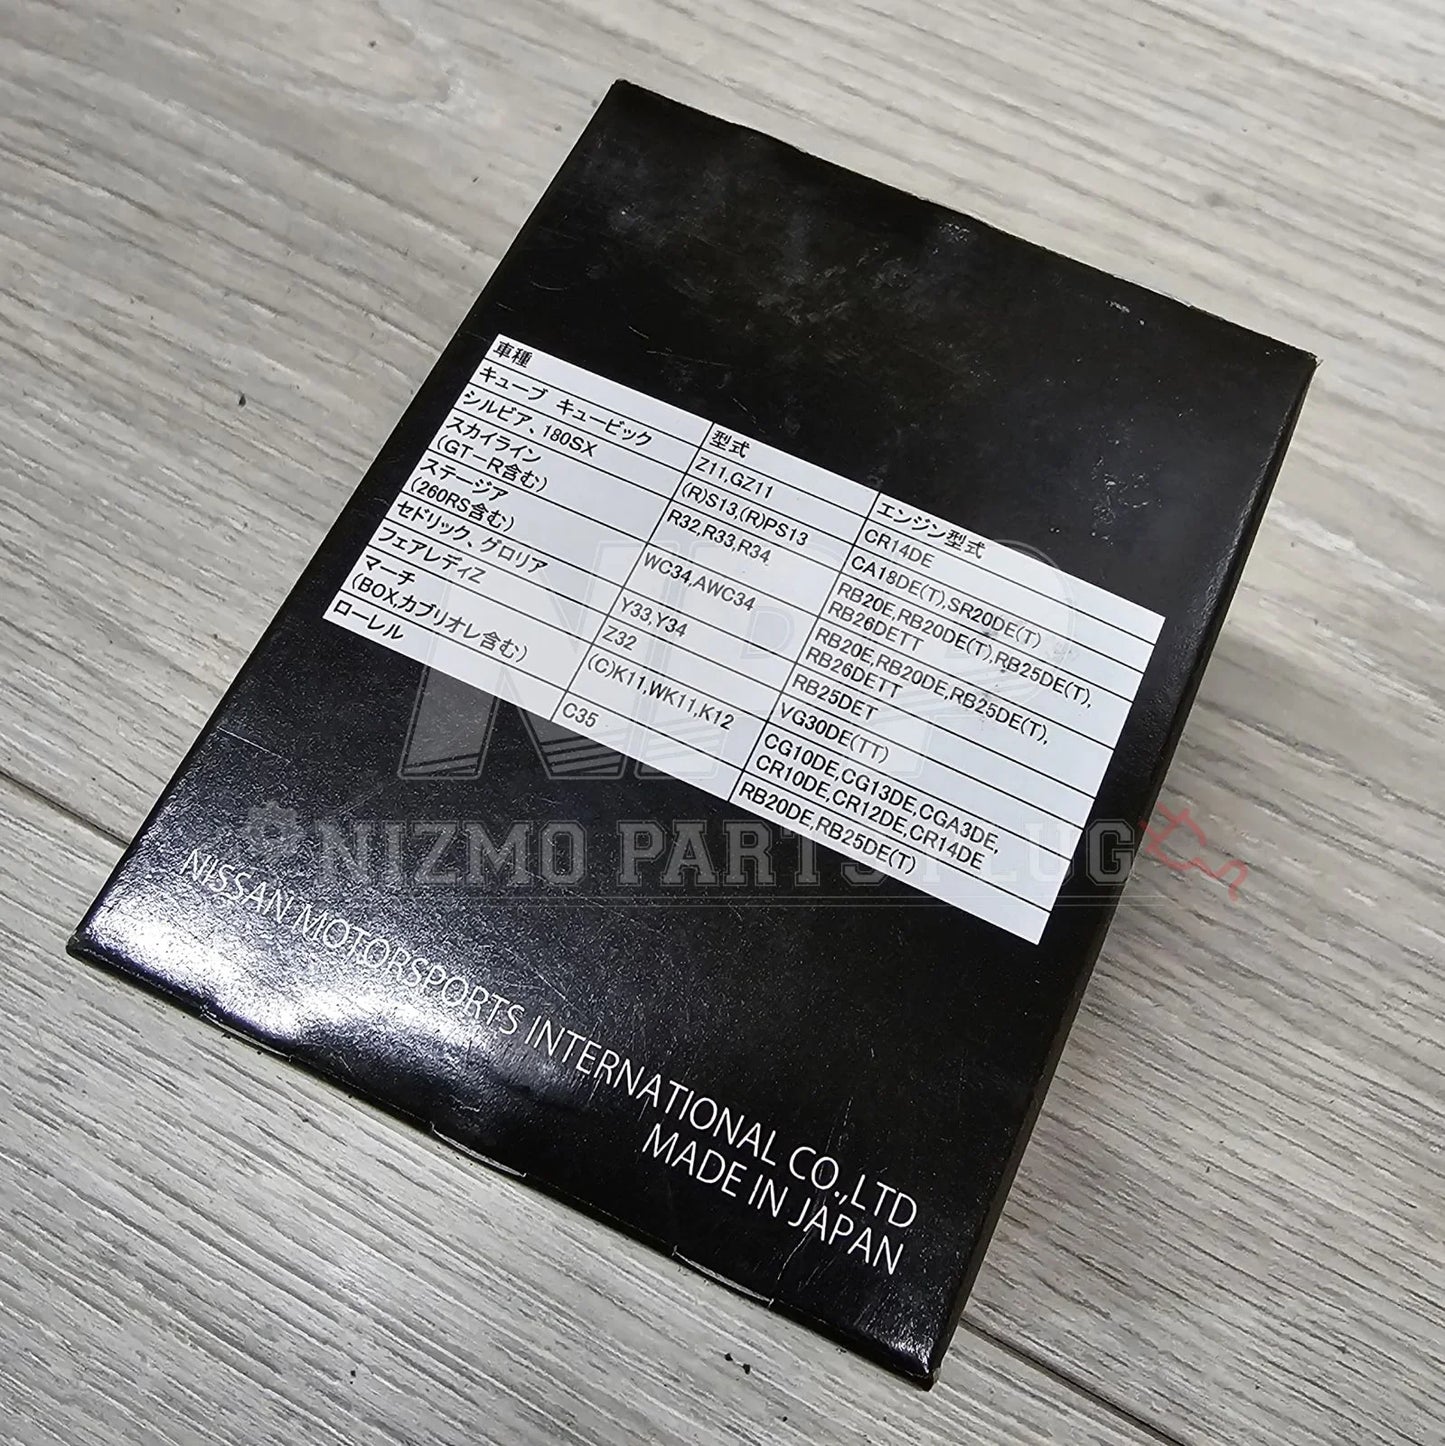 車種 型式 エンジン型式
キューブ キュービック Z11,GZ11 CR14DE
シルビア、180SX (R)S13,(R)PS13 CA18DE(T),SR20DE(T)
スカイライン R32,R33,R34 RB20E,RB20DE(T),RB25DE(T),
(GT-R含む) RB26DETT
ステージア WC34,AWC34 RB20E,RB20DE,RB25DE(T),
(260RS含む) RB26DETT
セドリック、グロリア Y33,Y34 RB25DET
フェアレディZ Z32 VG30DE(TT)
マーチ (C)K11,WK11,K12 CG10DE,CG13DE,CGA3DE,
(BOX,カブリオレ含む) CR10DE,CR12DE,CR14DE
ローレル C35 RB20DE,RB25DE(T)
NPP
NIZMO PARTS PLUG
NISSAN MOTORSPORTS INTERNATIONAL CO.,LTD
MADE IN JAPAN